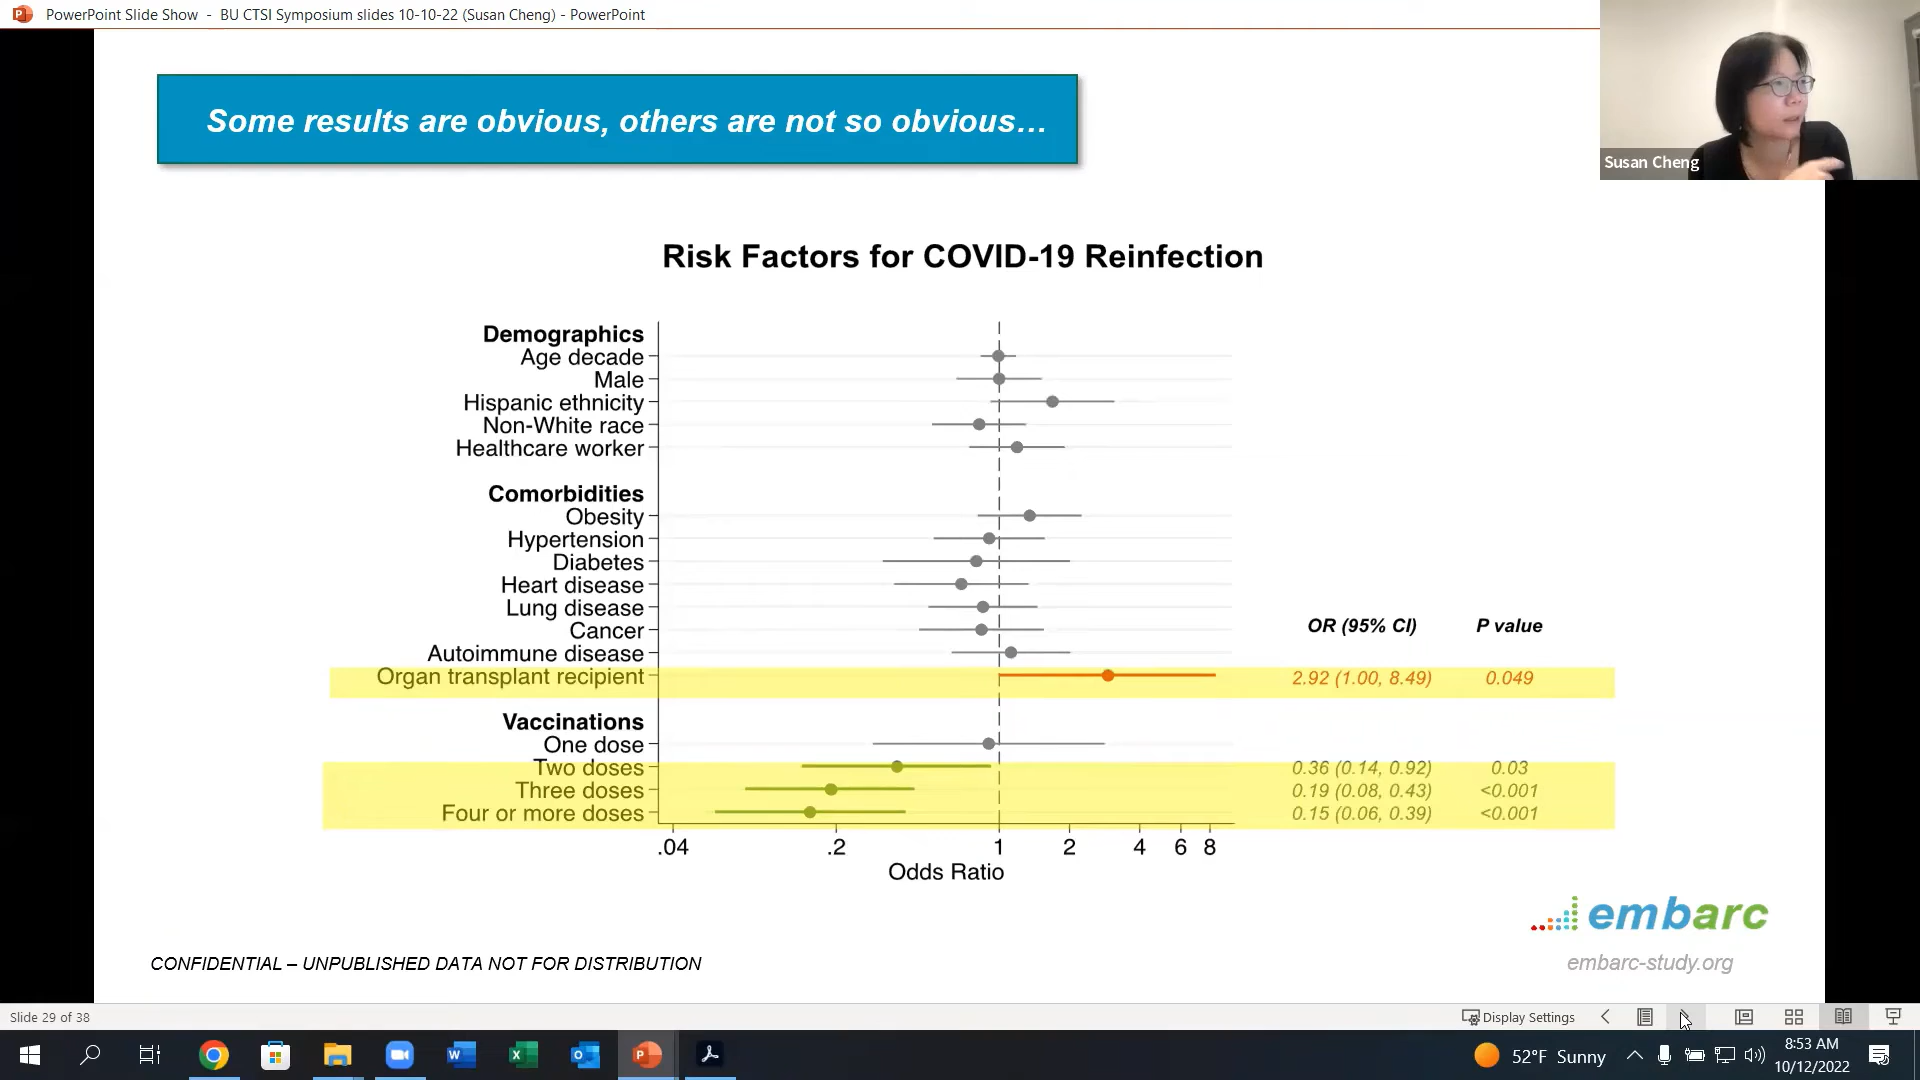 PowerPoint Slide Show - BU CTSI Symposium slides 10-10-22 (Susan Cheng) - PowerPoint
Susan Cheng
Some results are obvious, others are not so obvious…
Risk Factors for COVID-19 Reinfection
Demographics
Age decade
Male
Hispanic ethnicity
Non-White race
Healthcare worker
Comorbidities
Obesity
Hypertension
Diabetes
Heart disease
Lung disease
Cancer
Autoimmune disease
OR (95% CI) P value
Organ transplant recipient 2.92 (1.00, 8.49) 0.049
Vaccinations
One dose
Two doses 0.36 (0.14, 0.92) 0.03
Three doses 0.19 (0.08, 0.43) <0.001
Four or more doses 0.15 (0.06, 0.39) <0.001
.04 .2 1 2 4 6 8
Odds Ratio
embarc
embarc-study.org
CONFIDENTIAL – UNPUBLISHED DATA NOT FOR DISTRIBUTION
Slide 29 of 38
Display Settings
52°F Sunny
8:53 AM
10/12/2022